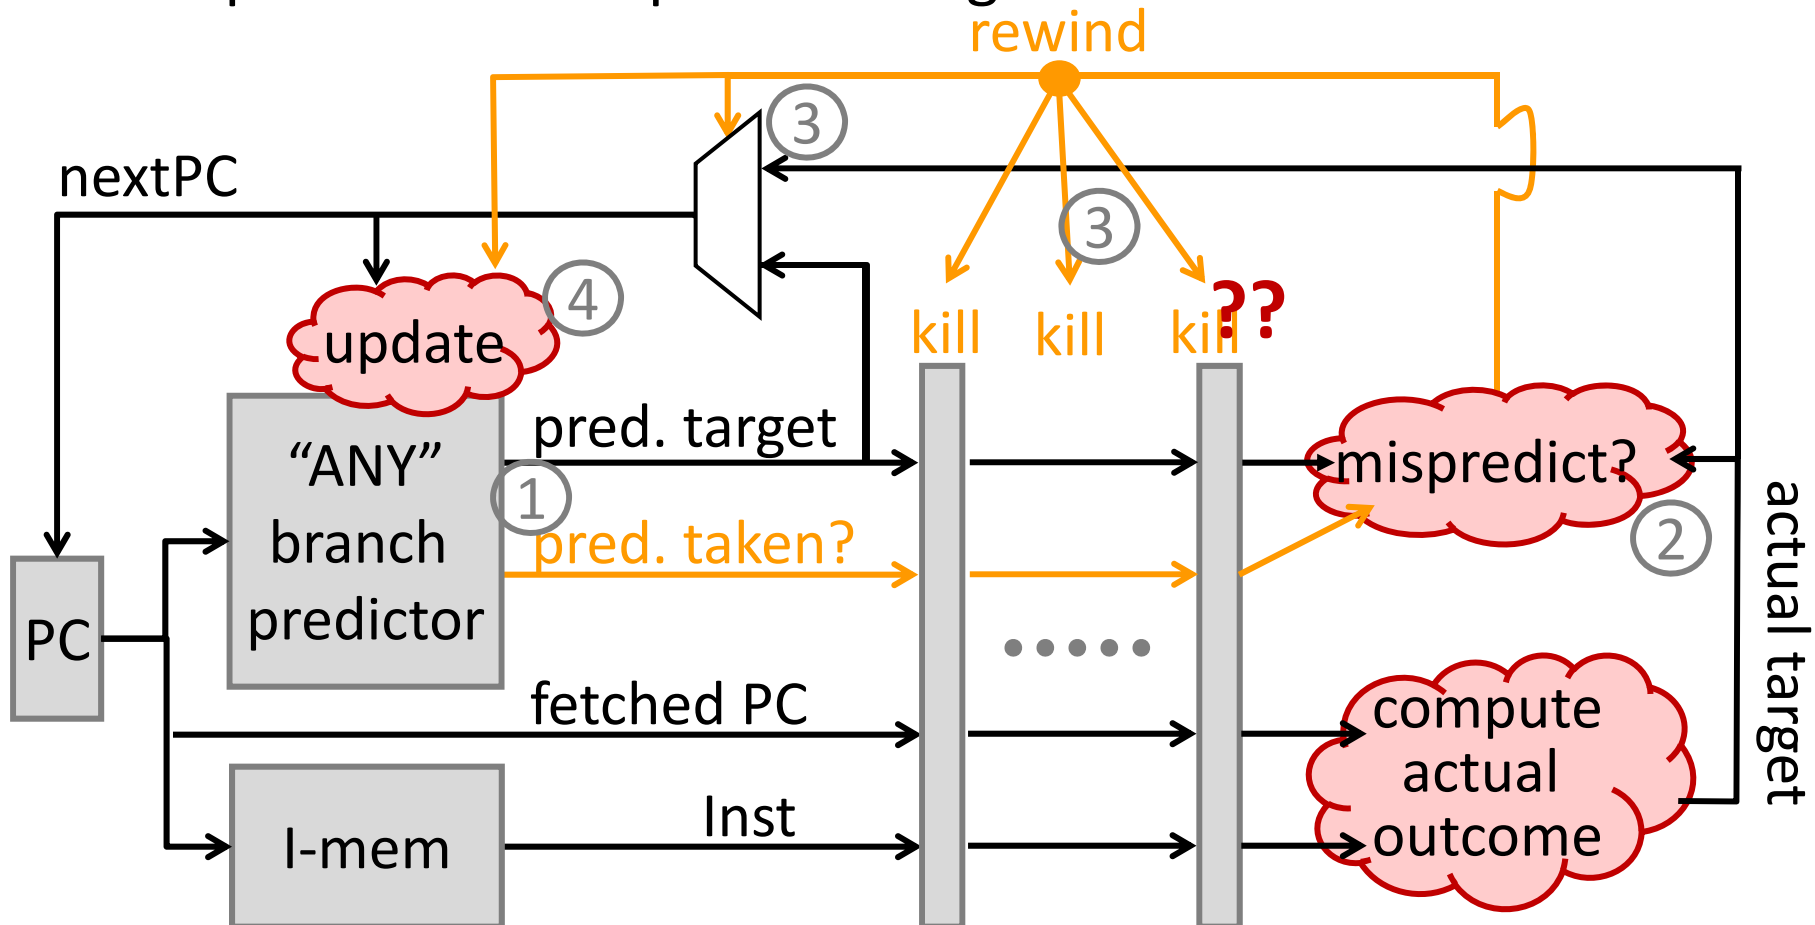 rewind
3
nextPC
3
4
kill kill kill ??
update
pred. target
"ANY"
branch
predictor
1
pred. taken?
mispredict?
2
actual target
PC
fetched PC
compute
actual
outcome
Inst
I-mem